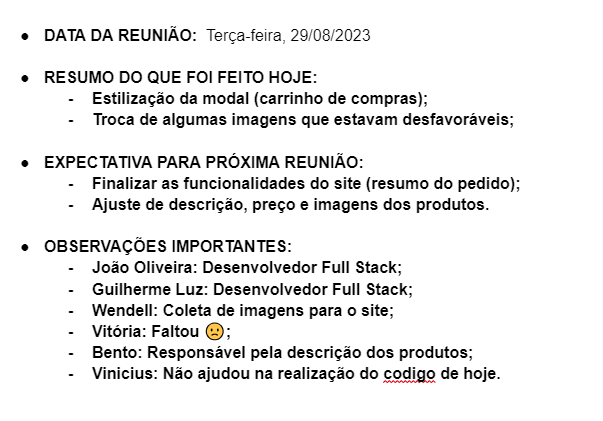 ● DATA DA REUNIÃO: Terça-feira, 29/08/2023
● RESUMO DO QUE FOI FEITO HOJE:
- Estilização da modal (carrinho de compras);
- Troca de algumas imagens que estavam desfavoráveis;
● EXPECTATIVA PARA PRÓXIMA REUNIÃO:
- Finalizar as funcionalidades do site (resumo do pedido);
- Ajuste de descrição, preço e imagens dos produtos.
● OBSERVAÇÕES IMPORTANTES:
- João Oliveira: Desenvolvedor Full Stack;
- Guilherme Luz: Desenvolvedor Full Stack;
- Wendell: Coleta de imagens para o site;
- Vitória: Faltou 🙁;
- Bento: Responsável pela descrição dos produtos;
- Vinicius: Não ajudou na realização do codigo de hoje.